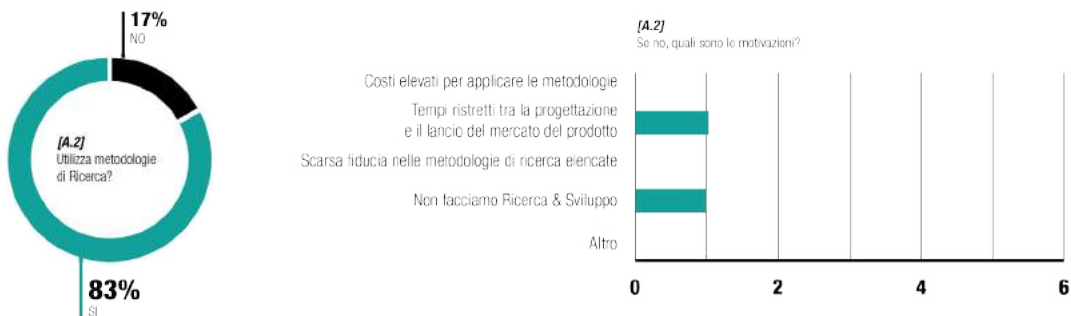 17%
NO
[A.2]
Utilizza metodologie
di Ricerca?
83%
SI
[A.2]
Se no, quali sono le motivazioni?
Costi elevati per applicare le metodologie
Tempi ristretti tra la progettazione
e il lancio del mercato del prodotto
Scarsa fiducia nelle metodologie di ricerca elencate
Non facciamo Ricerca & Sviluppo
Altro
0 2 4 6